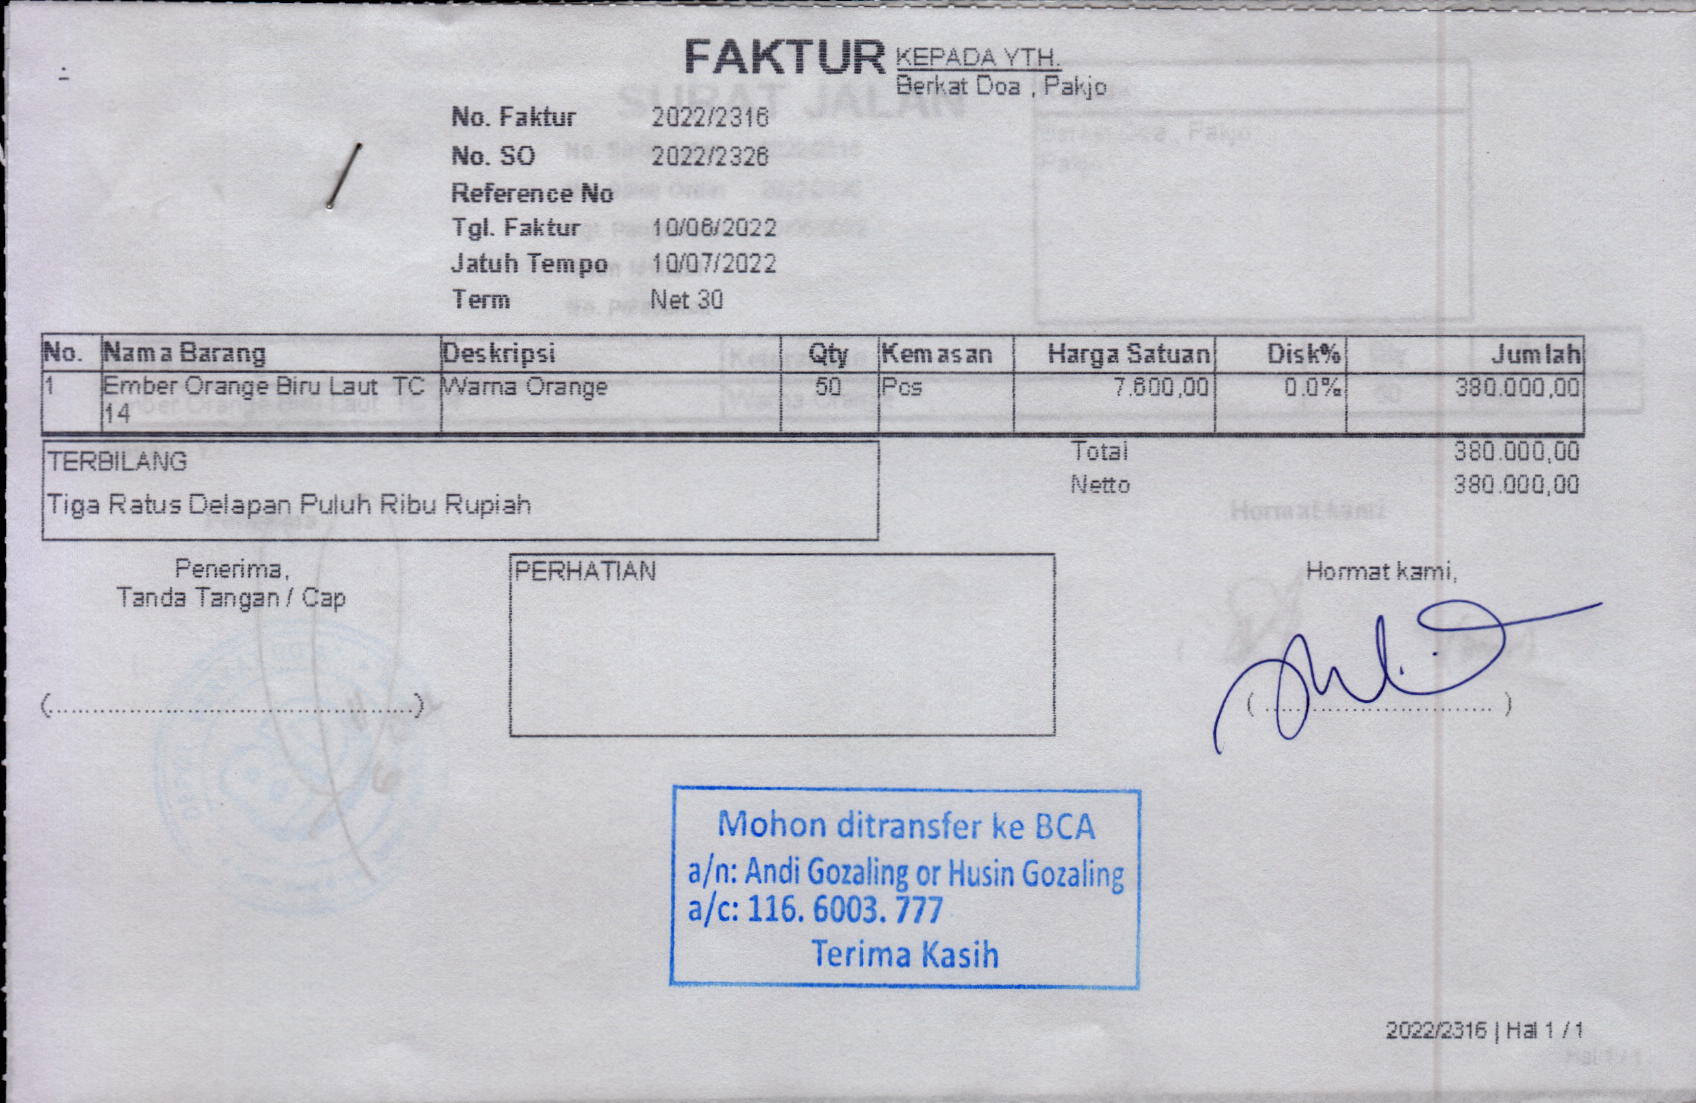 FAKTUR
KEPADA YTH.
Berkat Doa , Pakjo
No. Faktur 2022/2316
No. SO 2022/2326
Reference No
Tgl. Faktur 10/06/2022
Jatuh Tempo 10/07/2022
Term Net 30
No. Nama Barang Deskripsi Qty Kemasan Harga Satuan Disk% Jumlah
1 Ember Orange Biru Laut TC Warna Orange 50 Pcs 7.600,00 0.0% 380.000,00
14
TERBILANG
Tiga Ratus Delapan Puluh Ribu Rupiah
Total 380.000,00
Netto 380.000,00
Penerima,
Tanda Tangan / Cap
PERHATIAN
Hormat kami,
Mohon ditransfer ke BCA
a/n: Andi Gozaling or Husin Gozaling
a/c: 116. 6003. 777
Terima Kasih
2022/2316 | Hal 1 / 1